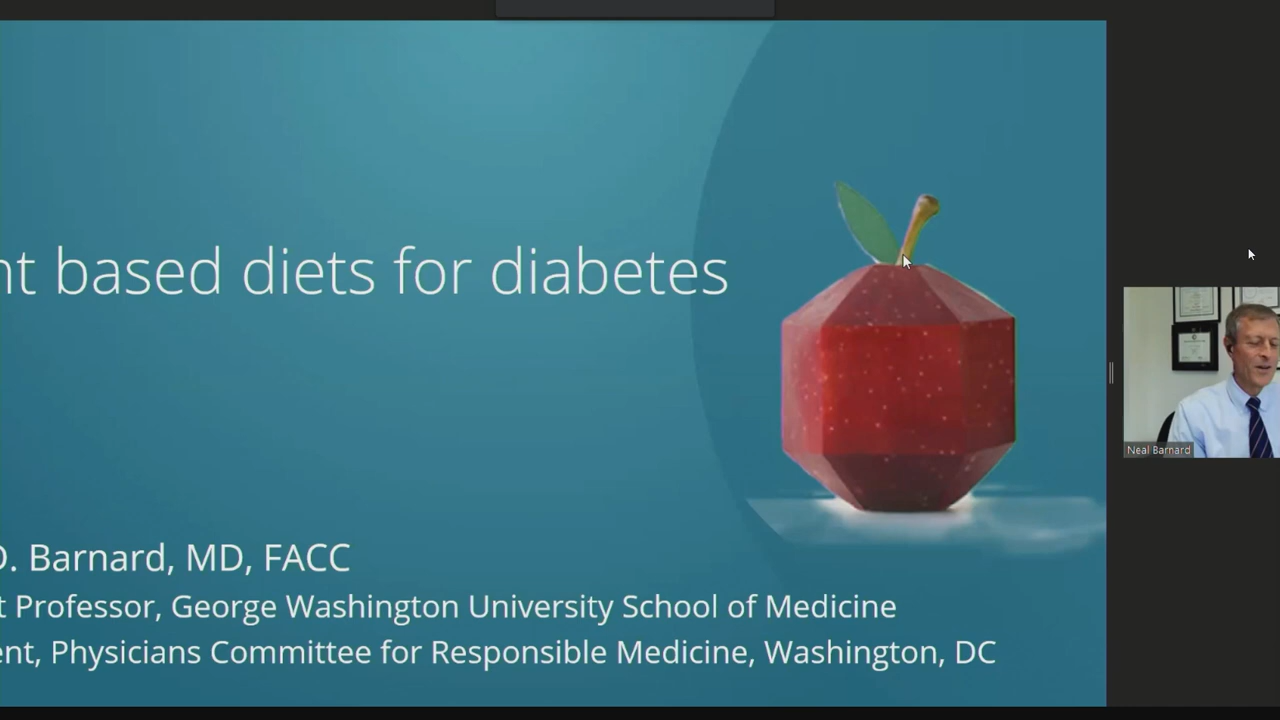 nt based diets for diabetes
D. Barnard, MD, FACC
t Professor, George Washington University School of Medicine
ent, Physicians Committee for Responsible Medicine, Washington, DC
Neal Barnard